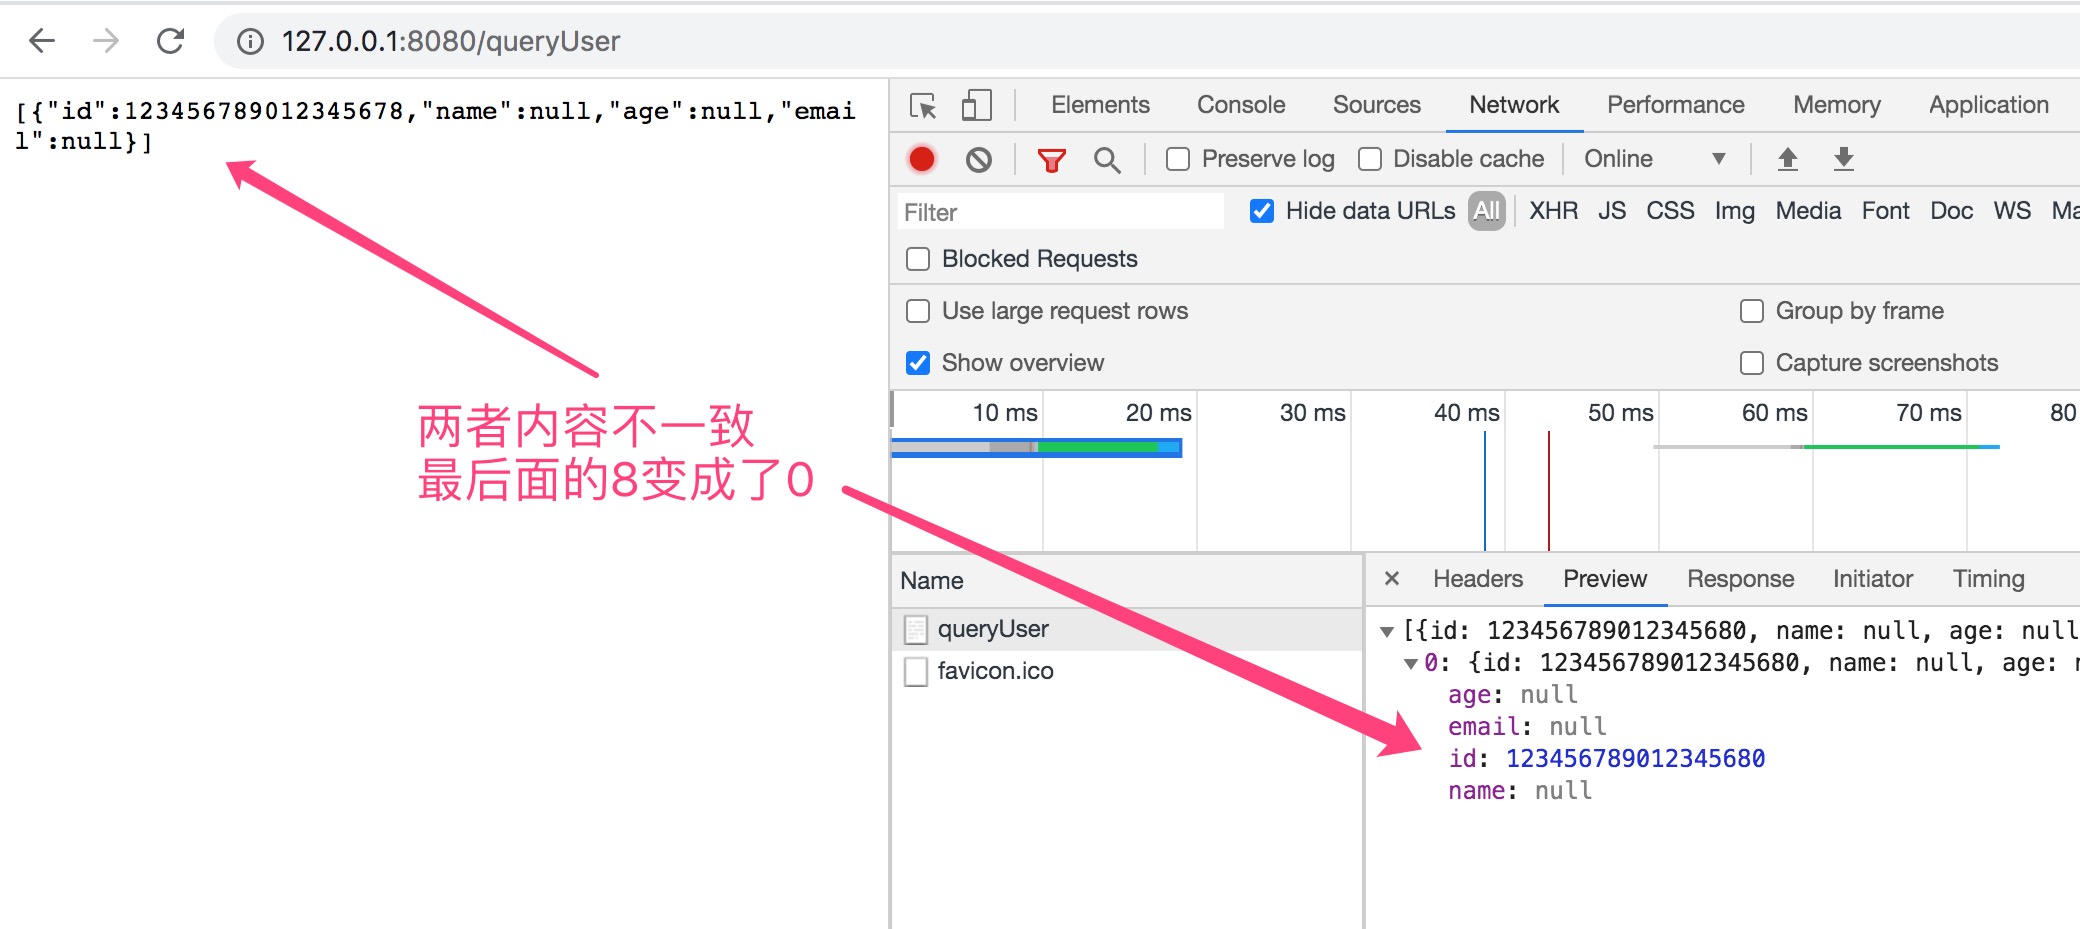 127.0.0.1:8080/queryUser
[{"id":123456789012345678,"name":null,"age":null,"emai
l":null}]
两者内容不一致
最后面的8变成了0
Elements Console Sources Network Performance Memory Application
Preserve log Disable cache Online
Filter Hide data URLs All XHR JS CSS Img Media Font Doc WS Ma
Blocked Requests
Use large request rows Group by frame
Show overview Capture screenshots
10 ms 20 ms 30 ms 40 ms 50 ms 60 ms 70 ms 80
Name
queryUser
favicon.ico
× Headers Preview Response Initiator Timing
[{id: 123456789012345680, name: null, age: null
0: {id: 123456789012345680, name: null, age: n
age: null
email: null
id: 123456789012345680
name: null